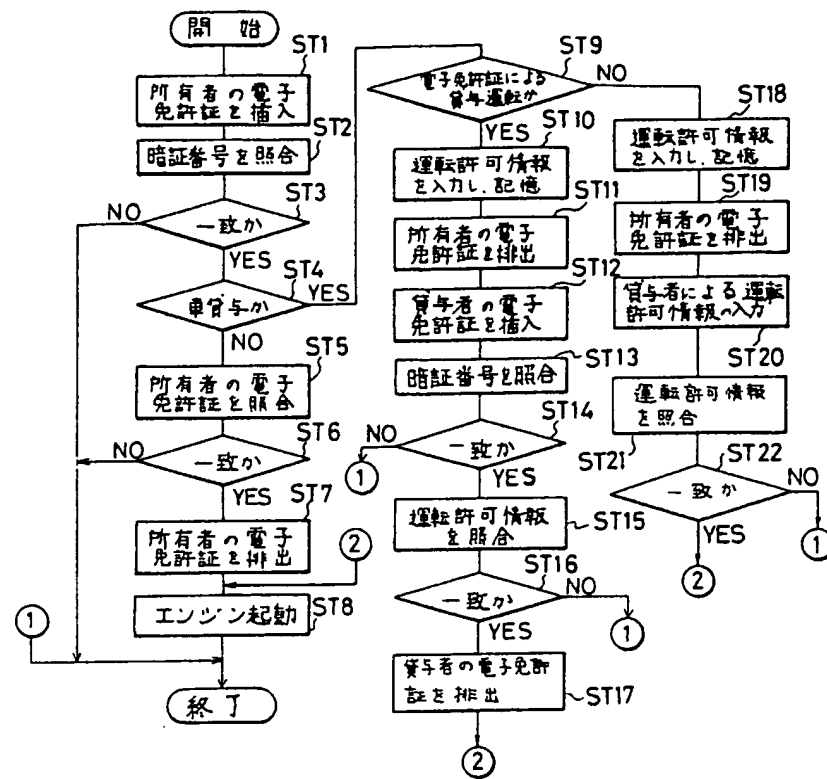 開始
ST1
所有者の電子
免許証を挿入
ST2
暗証番号を照合
ST3
一致か
NO
YES
ST4
車貸与か
YES
NO
ST5
所有者の電子
免許証を照合
ST6
一致か
NO
YES
ST7
所有者の電子
免許証を排出
②
エンジン起動
ST8
①
終了
ST9
電子免許証による
貸与運転か
NO
YES
ST10
運転許可情報
を入力し、記憶
ST11
所有者の電子
免許証を排出
ST12
貸与者の電子
免許証を挿入
ST13
暗証番号を照合
ST14
一致か
NO
①
YES
運転許可情報
を照合
ST15
ST16
一致か
NO
①
YES
貸与者の電子免許
証を排出
ST17
②
ST18
運転許可情報
を入力し、記憶
ST19
所有者の電子
免許証を排出
貸与者による運転
許可情報の入力
ST20
運転許可情報
を照合
ST21
ST22
一致か
NO
①
YES
②